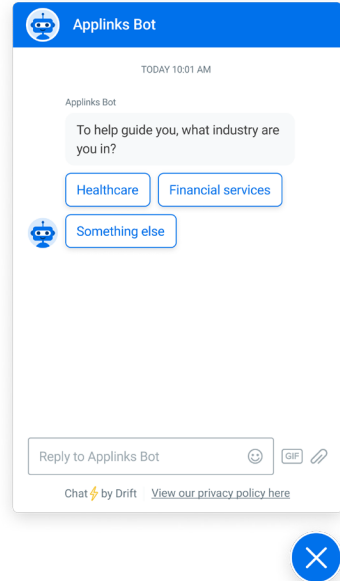 Applinks Bot
TODAY 10:01 AM
Applinks Bot
To help guide you, what industry are
you in?
Healthcare
Financial services
Something else
Reply to Applinks Bot
GIF
Chat⚡by Drift
View our privacy policy here